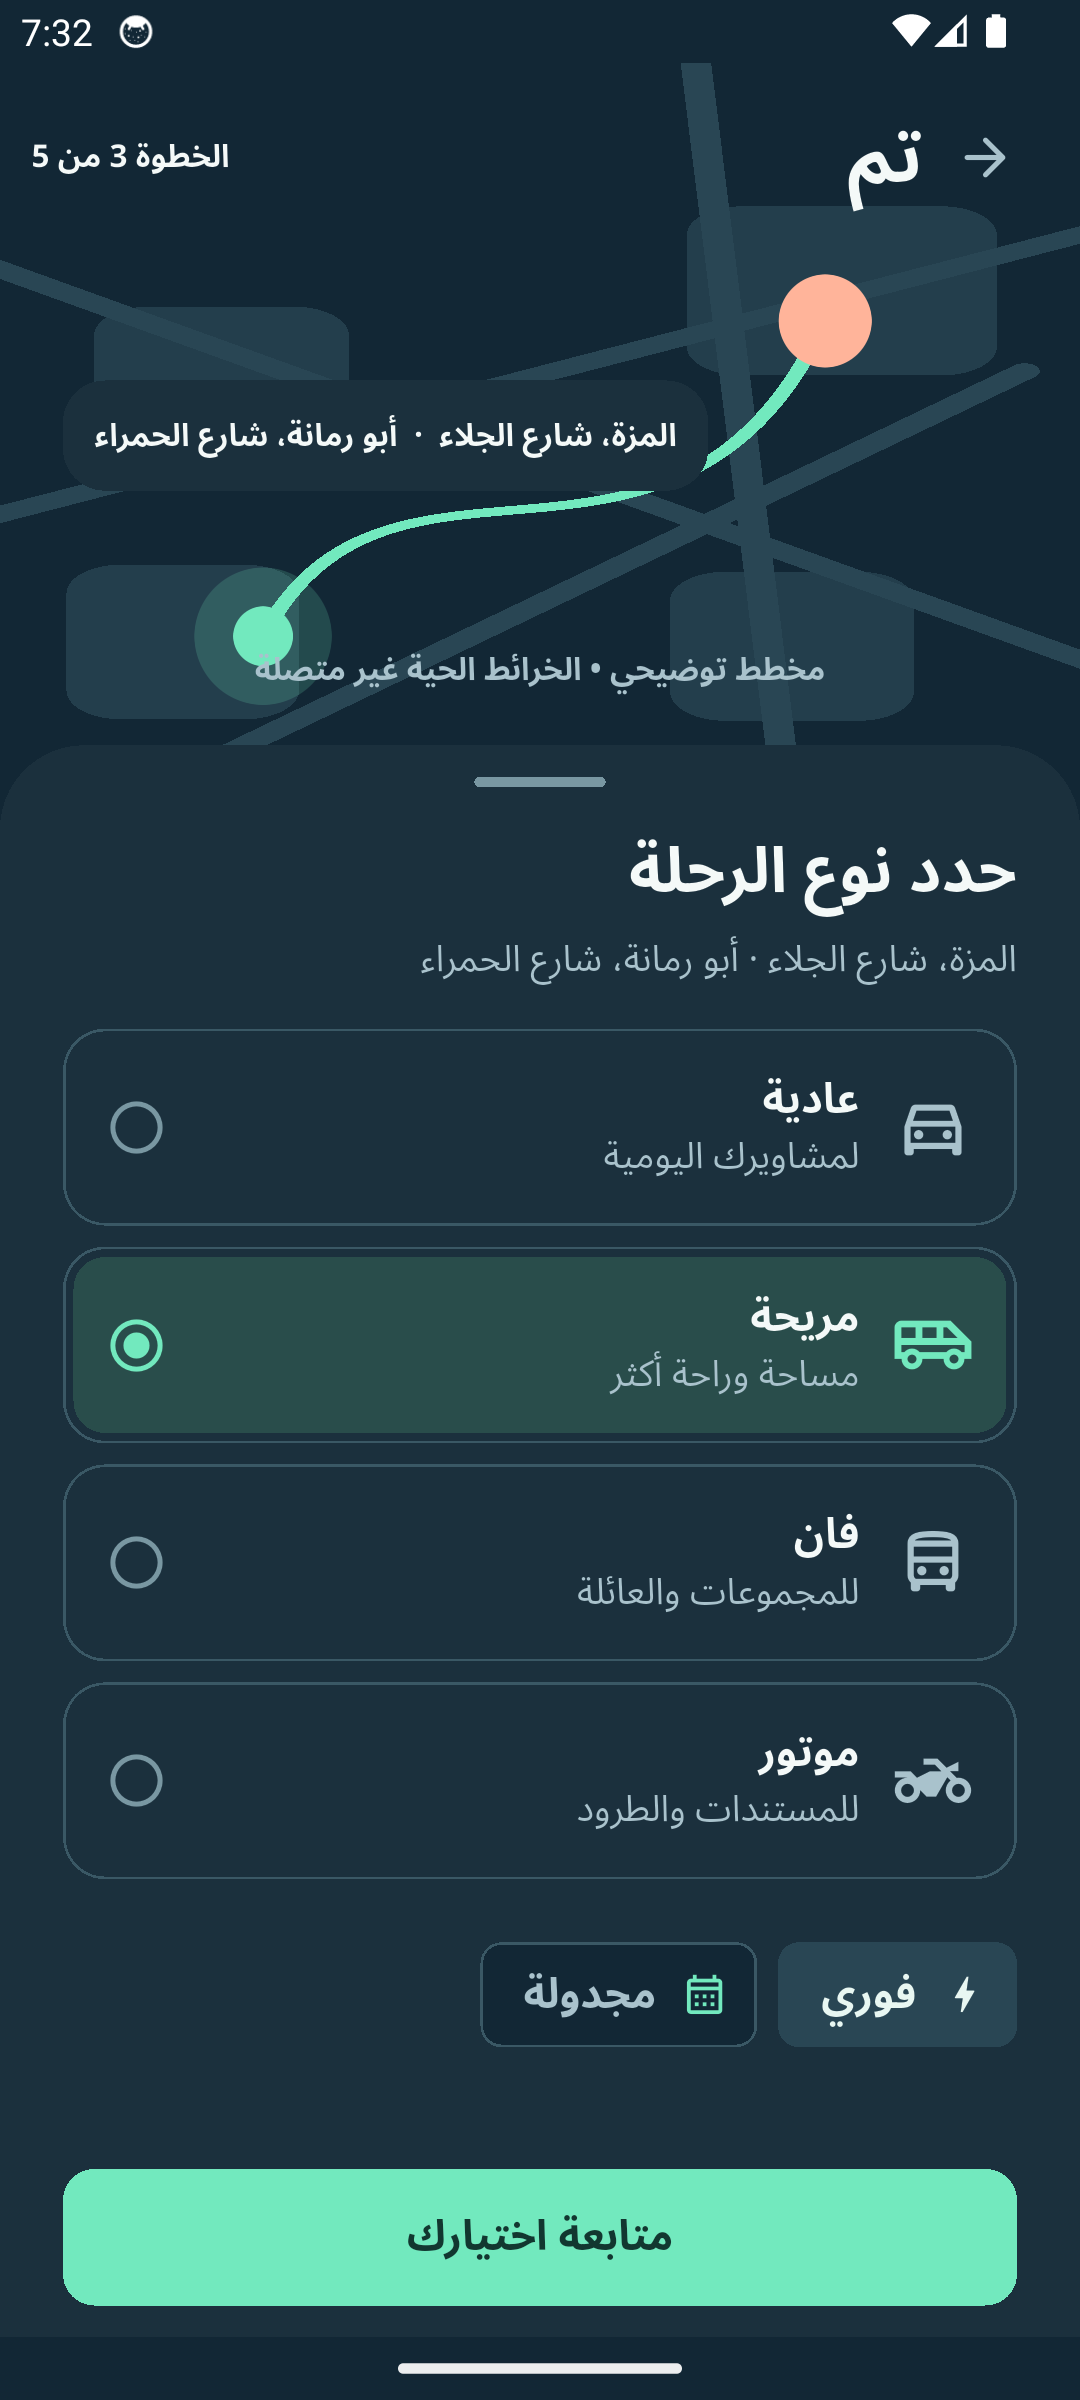 7:32
تم
الخطوة 3 من 5
المزة، شارع الجلاء · أبو رمانة، شارع الحمراء
مخطط توضيحي • الخرائط الحية غير متصلة
حدد نوع الرحلة
المزة، شارع الجلاء · أبو رمانة، شارع الحمراء
عادية
لمشاويرك اليومية
مريحة
مساحة وراحة أكثر
فان
للمجموعات والعائلة
موتور
للمستندات والطرود
فوري
مجدولة
متابعة اختيارك